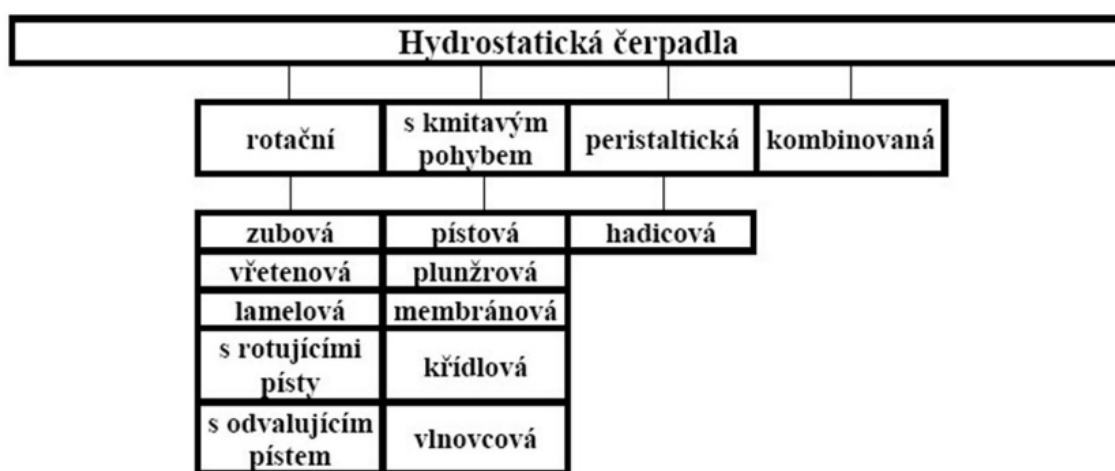 Hydrostatická čerpadla
rotační
s kmitavým
pohybem
peristaltická
kombinovaná
zubová
pístová
hadicová
vřetenová
plunžrová
lamelová
membránová
s rotujícími
písty
křídlová
s odvalujícím
pístem
vlnovcová